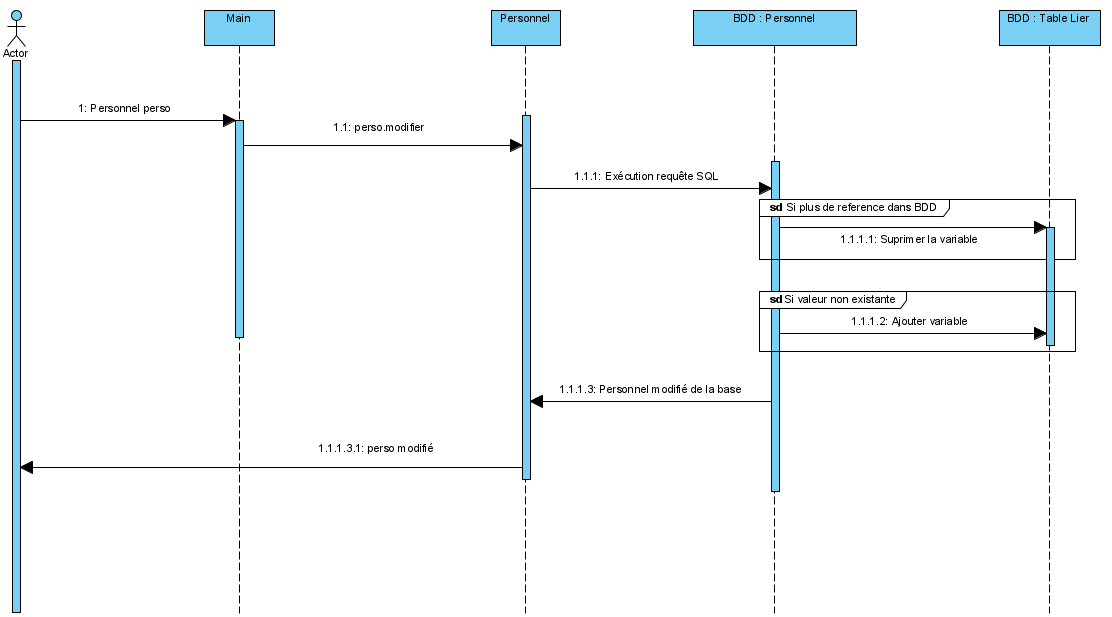 Main
Personnel
BDD : Personnel
BDD : Table Lier
Actor
1: Personnel perso
1.1: perso.modifier
1.1.1: Exécution requête SQL
sd Si plus de reference dans BDD
1.1.1.1: Suprimer la variable
sd Si valeur non existante
1.1.1.2: Ajouter variable
1.1.1.3: Personnel modifié de la base
1.1.1.3.1: perso modifié